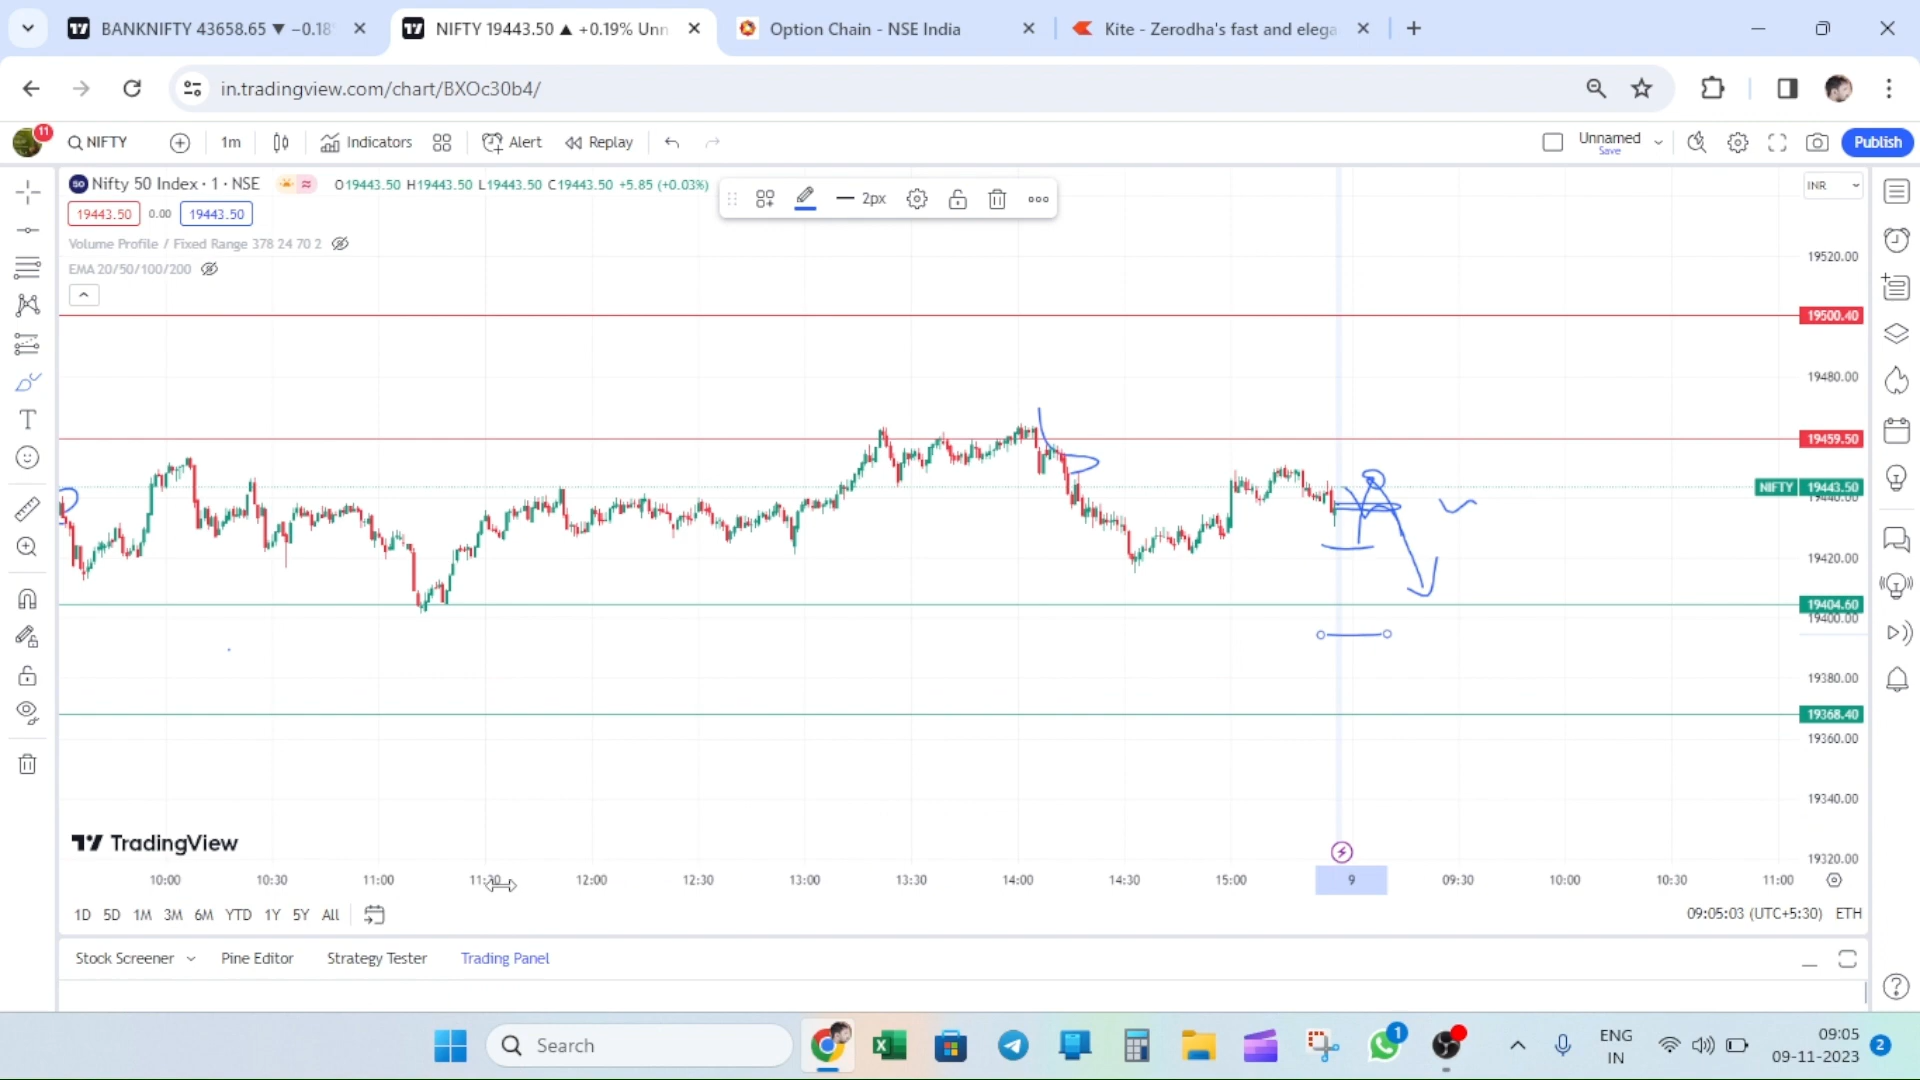 BANKNIFTY 43658.65 ▼ −0.18
NIFTY 19443.50 ▲ +0.19% Unn
Option Chain - NSE India
Kite - Zerodha's fast and elega
in.tradingview.com/chart/BXOc30b4/
11
NIFTY
1m
Indicators
Alert
Replay
Unnamed
Save
Publish
50
Nifty 50 Index · 1 · NSE
O19443.50 H19443.50 L19443.50 C19443.50 +5.85 (+0.03%)
2px
INR
19443.50
0.00
19443.50
Volume Profile / Fixed Range 378 24 70 2
EMA 20/50/100/200
19520.00
19500.40
19480.00
19459.50
NIFTY 19443.50
19440.00
19420.00
19404.60
19400.00
19380.00
19368.40
19360.00
19340.00
19320.00
TradingView
10:00
10:30
11:00
11:30
12:00
12:30
13:00
13:30
14:00
14:30
15:00
9
09:30
10:00
10:30
11:00
1D 5D 1M 3M 6M YTD 1Y 5Y All
09:05:03 (UTC+5:30) ETH
Stock Screener
Pine Editor
Strategy Tester
Trading Panel
Search
1
ENG
IN
09:05
09-11-2023
2